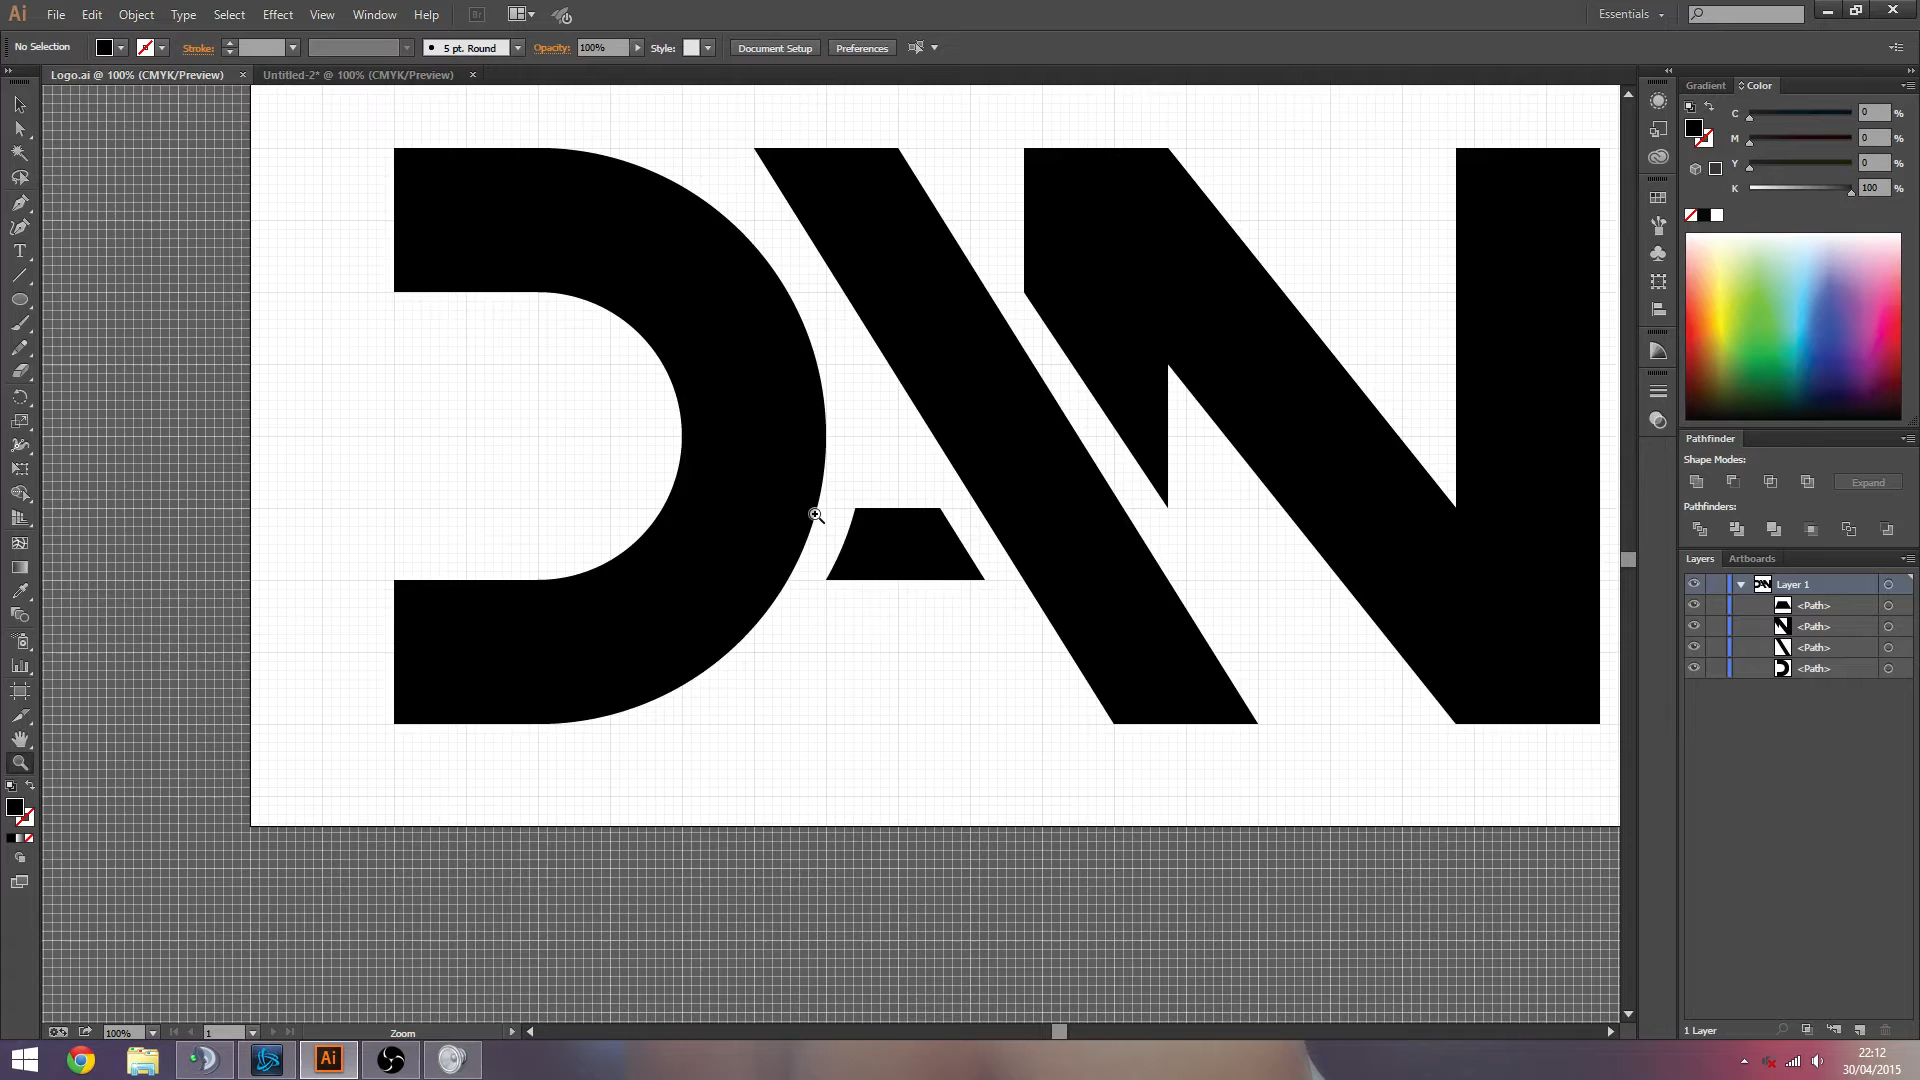 Ai File Edit Object Type Select Effect View Window Help Br Essentials
No Selection Stroke: 5 pt. Round Opacity: 100% Style: Document Setup Preferences
Logo.ai @ 100% (CMYK/Preview) Untitled-2* @ 100% (CMYK/Preview)
Gradient Color
C 0 %
M 0 %
Y 0 %
K 100 %
DAN
T
Pathfinder
Shape Modes:
Expand
Pathfinders:
Layers Artboards
Layer 1
<Path>
<Path>
<Path>
<Path>
1 Layer
100% 1 Zoom
Ai
22:12
30/04/2015